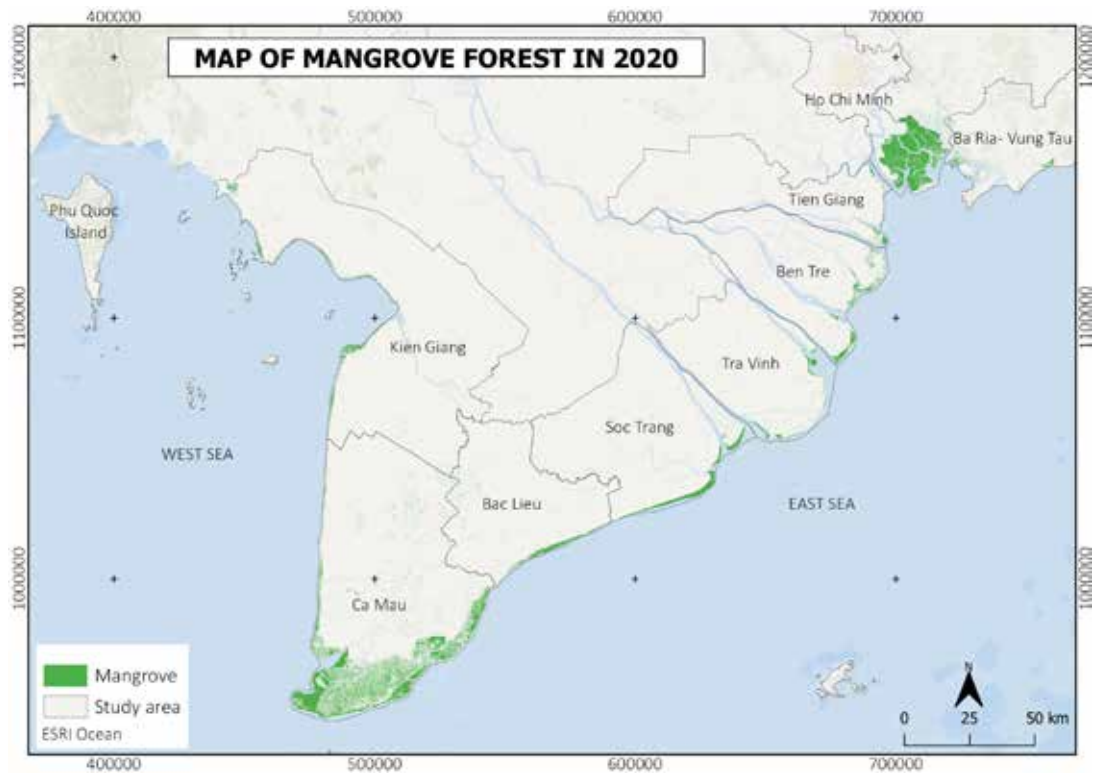 400000 500000 600000 700000
MAP OF MANGROVE FOREST IN 2020
1200000 1200000
Ho Chi Minh
Ba Ria- Vung Tau
Phu Quoc
Island
Tien Giang
Ben Tre
1100000 1100000
Kien Giang
Tra Vinh
Soc Trang
WEST SEA
Bac Lieu
EAST SEA
1000000 1000000
Ca Mau
Mangrove
Study area
ESRI Ocean
N
0 25 50 km
400000 500000 600000 700000